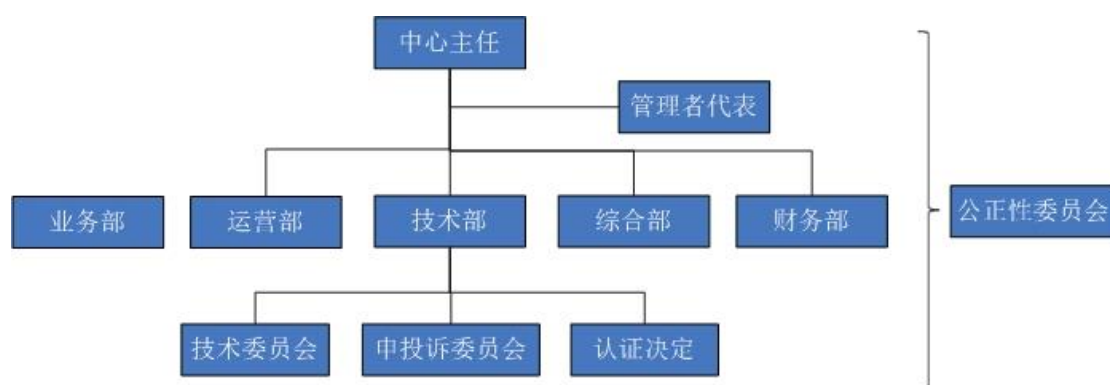 中心主任
管理者代表
业务部
运营部
技术部
综合部
财务部
公正性委员会
技术委员会
申投诉委员会
认证决定